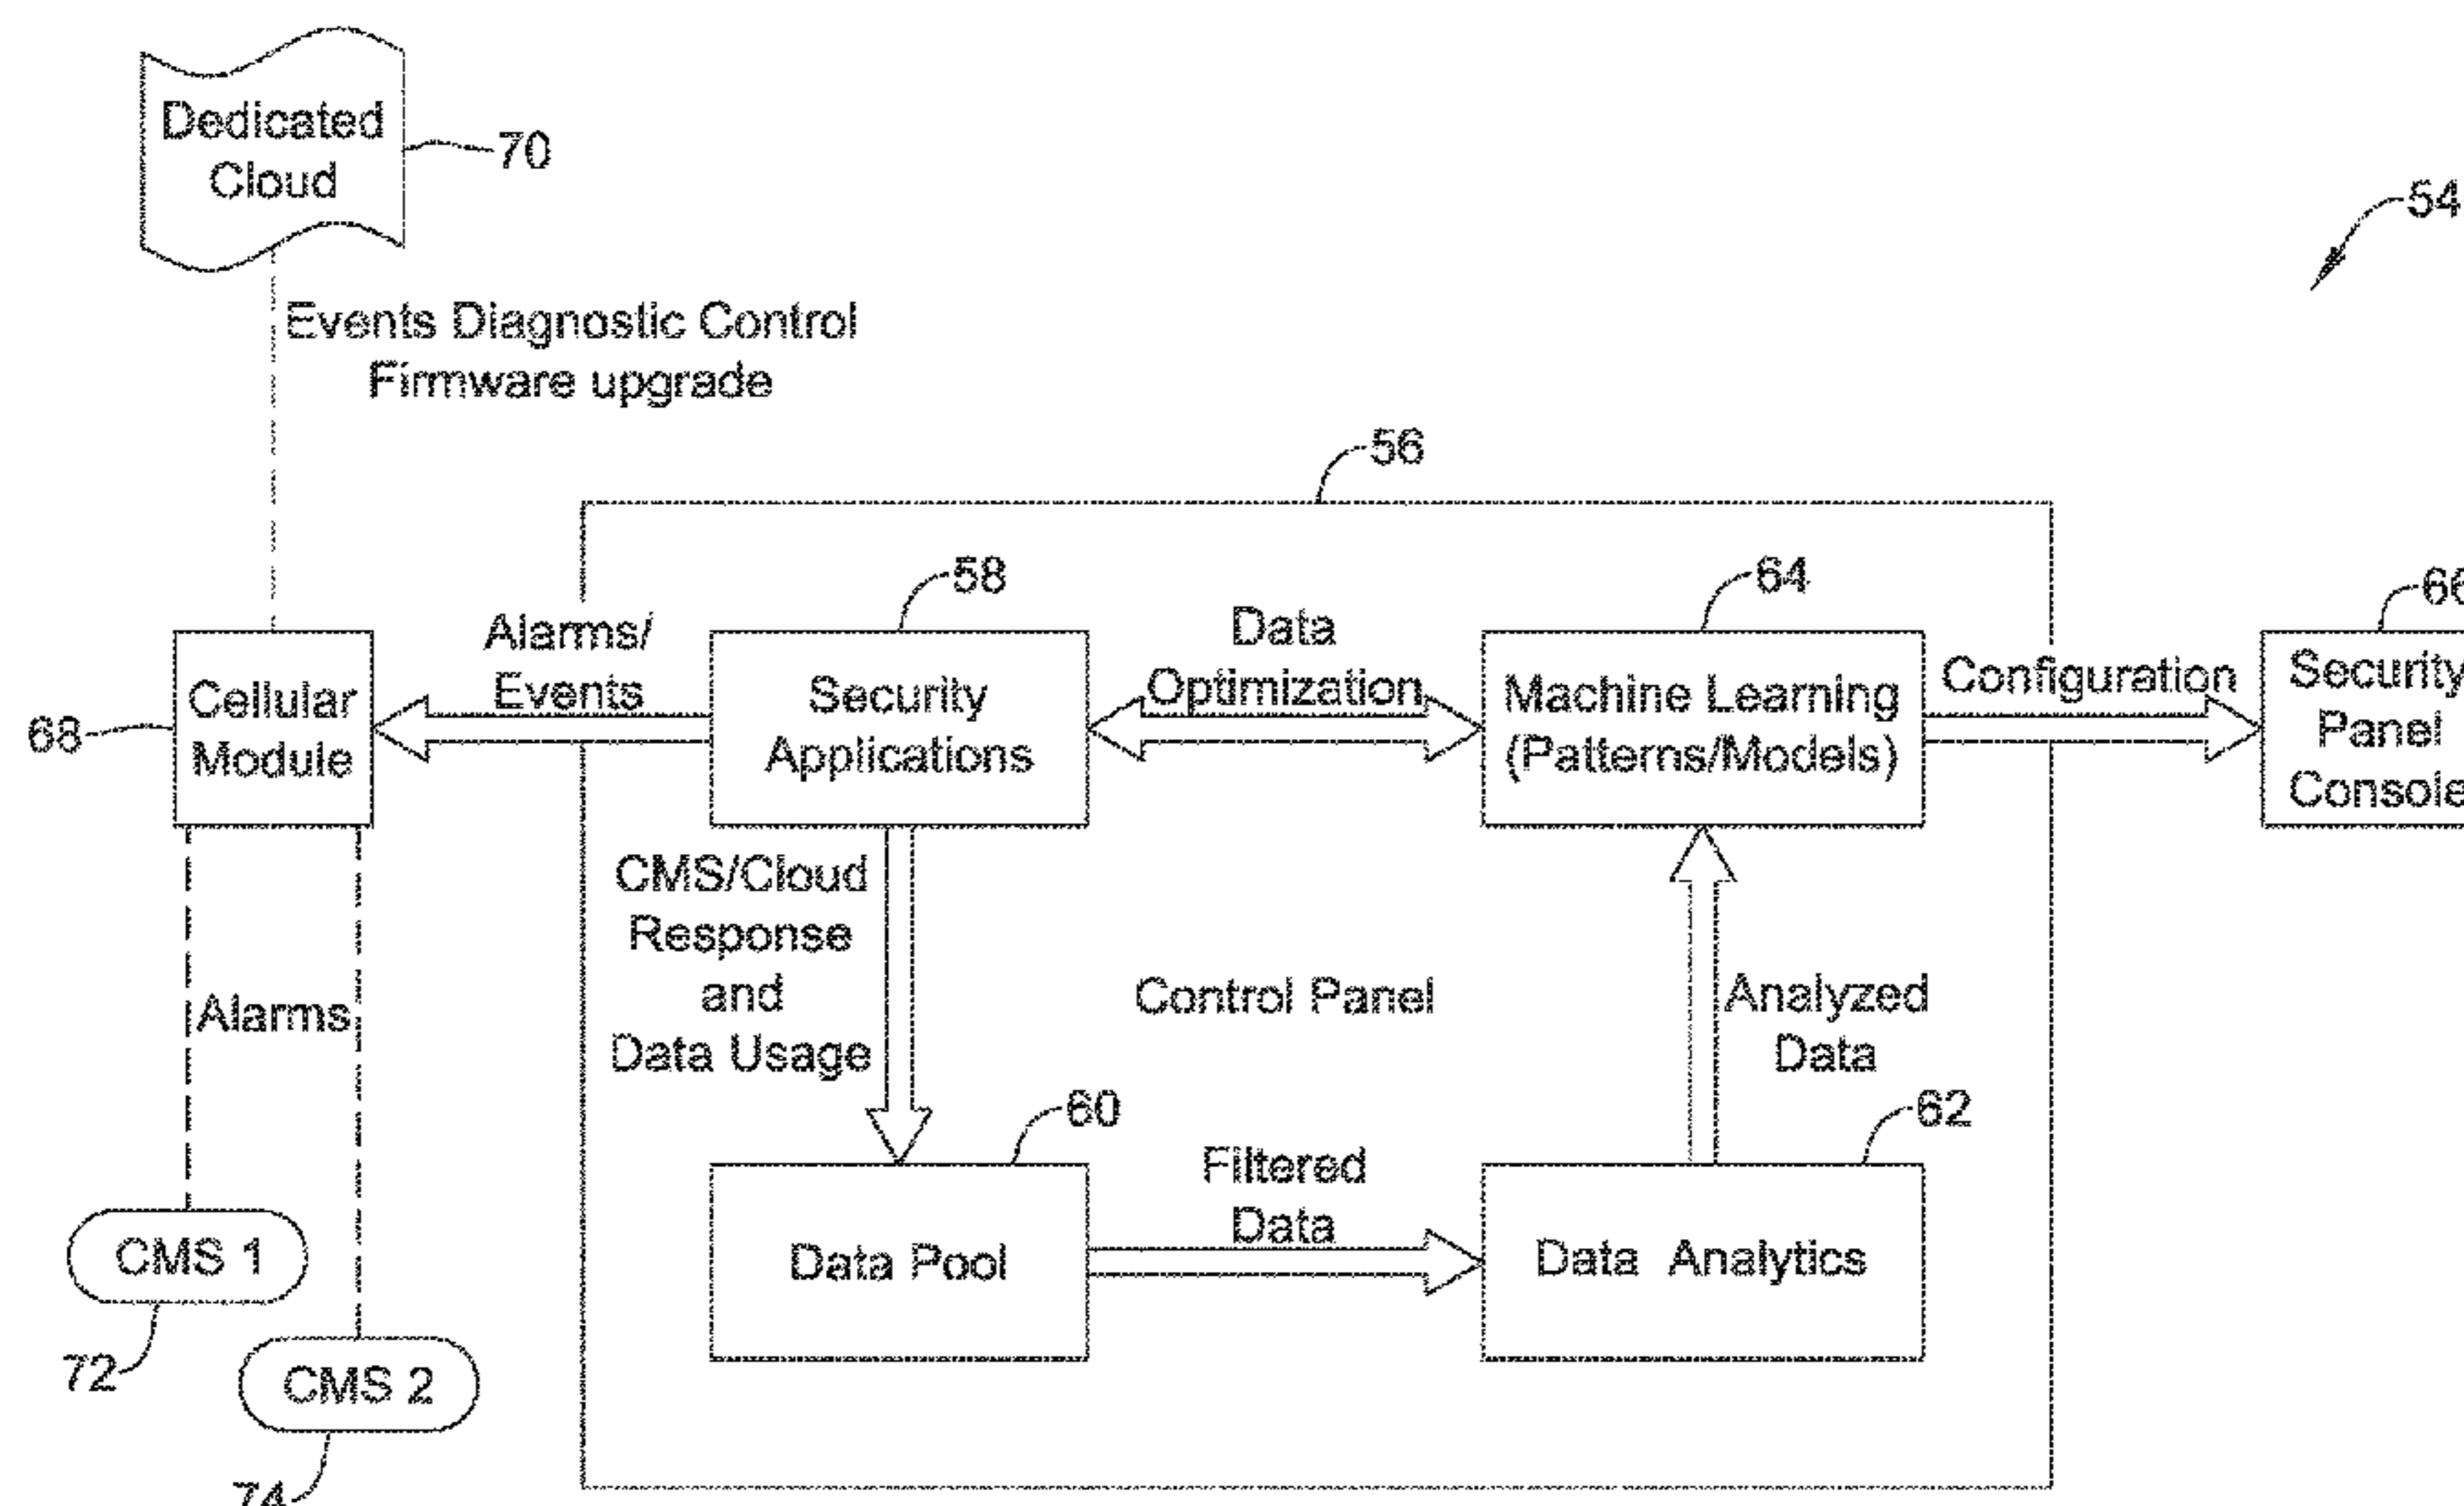 Dedicated
Cloud
70
54
Events Diagnostic Control
Firmware upgrade
56
58
64
66
Alarms/
Events
Data
Optimization
Configuration
Cellular
Module
68
Security
Applications
Machine Learning
(Patterns/Models)
Security
Panel
Console
CMS/Cloud
Response
and
Data Usage
Alarms
Control Panel
Analyzed
Data
60
62
Filtered
Data
Data Pool
Data Analytics
CMS 1
72
CMS 2
74